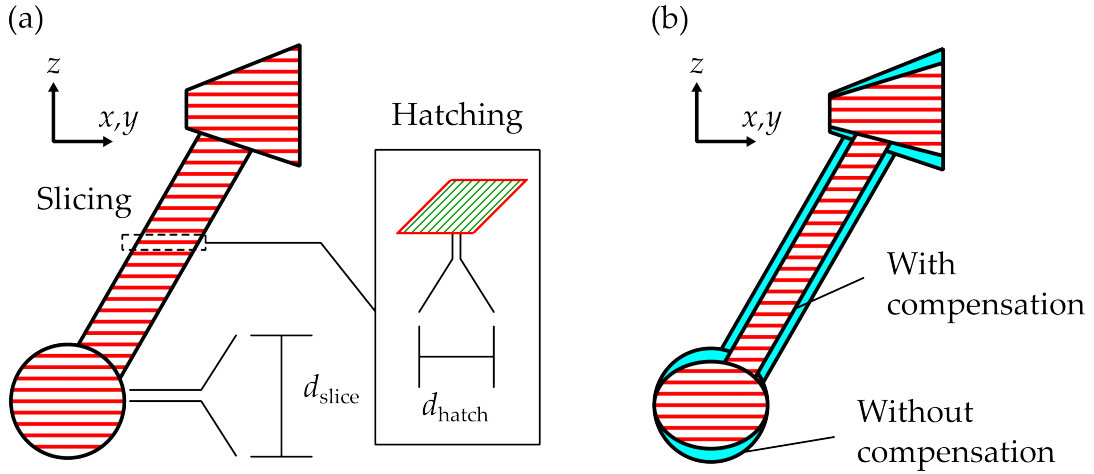 (a)
z
x,y
Slicing
Hatching
d_slice
d_hatch
(b)
z
x,y
With
compensation
Without
compensation